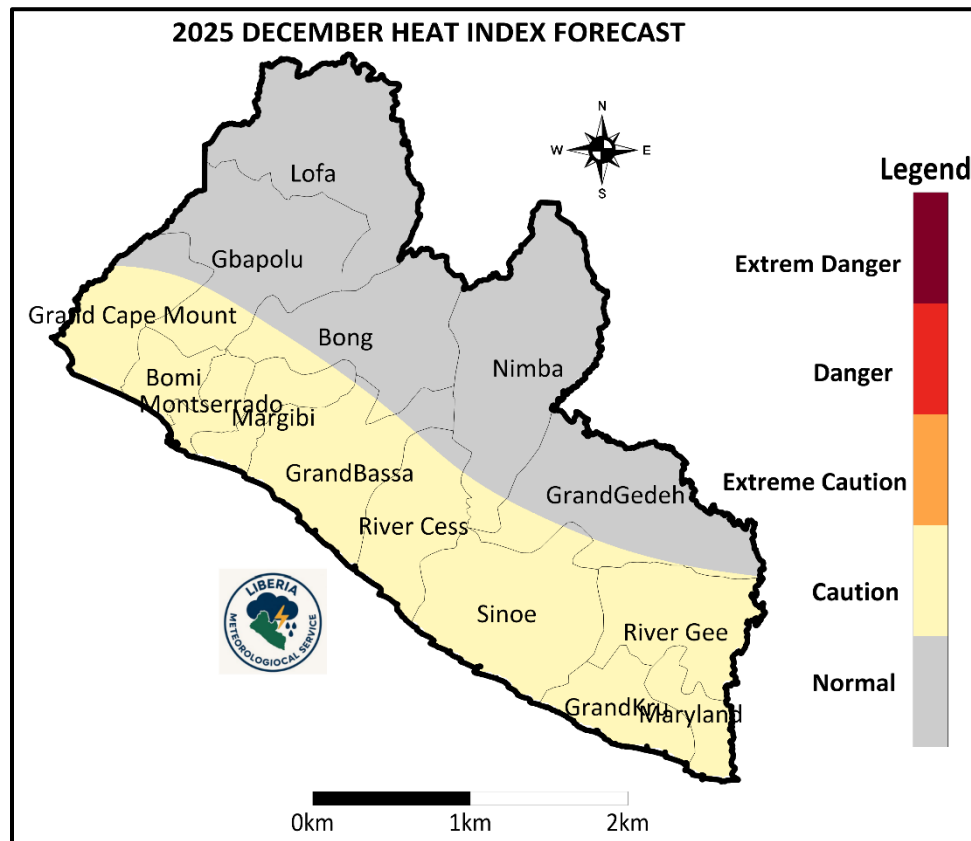 2025 DECEMBER HEAT INDEX FORECAST
N
W E
S
Legend
Extrem Danger
Danger
Extreme Caution
Caution
Normal
Lofa
Gbapolu
Grand Cape Mount
Bong
Nimba
Bomi
Montserrado
Margibi
GrandBassa
GrandGedeh
River Cess
Sinoe
River Gee
GrandKru
Maryland
LIBERIA
METEOROLOGIOCAL SERVICE
0km 1km 2km